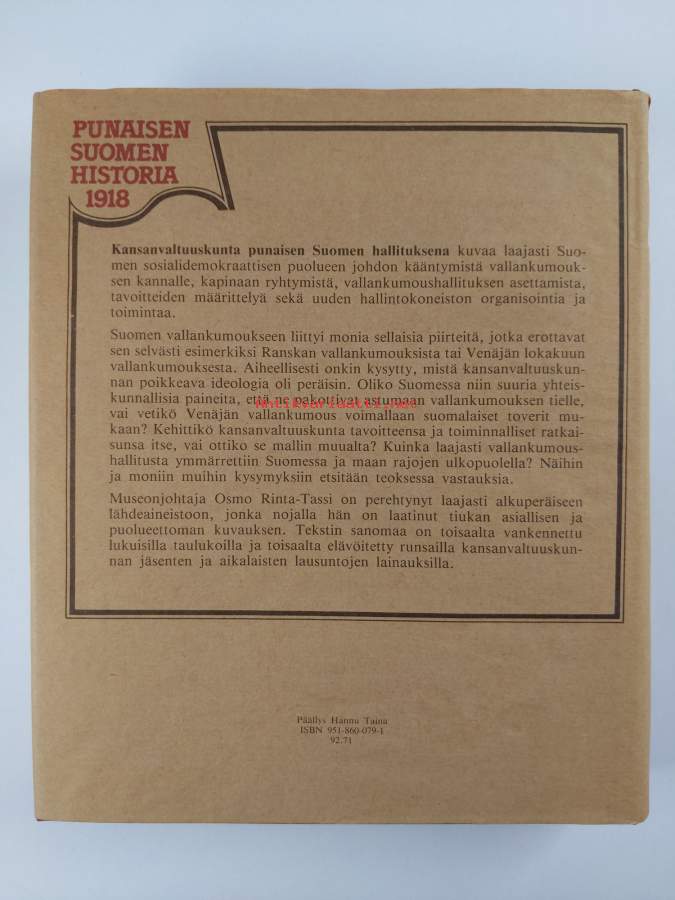 PUNAISEN
SUOMEN
HISTORIA
1918
Kansanvaltuuskunta punaisen Suomen hallituksena kuvaa laajasti Suo-
men sosialidemokraattisen puolueen johdon kääntymistä vallankumouk-
sen kannalle, kapinaan ryhtymistä, vallankumoushallituksen asettamista,
tavoitteiden määrittelyä sekä uuden hallintokoneiston organisointia ja
toimintaa.
Suomen vallankumoukseen liittyi monia sellaisia piirteitä, jotka erottavat
sen selvästi esimerkiksi Ranskan vallankumouksista tai Venäjän lokakuun
vallankumouksesta. Aiheellisesti onkin kysytty, mistä kansanvaltuuskun-
nan poikkeava ideologia oli peräisin. Oliko Suomessa niin suuria yhteis-
kunnallisia paineita, että ne pakottivat astumaan vallankumouksen tielle,
Antikvariaatti.net
vai vetikö Venäjän vallankumous voimallaan suomalaiset toverit mu-
kaan? Kehittikö kansanvaltuuskunta tavoitteensa ja toiminnalliset ratkai-
sunsa itse, vai ottiko se mallin muualta? Kuinka laajasti vallankumous-
hallitusta ymmärrettiin Suomessa ja maan rajojen ulkopuolella? Näihin
ja moniin muihin kysymyksiin etsitään teoksessa vastauksia.
Museonjohtaja Osmo Rinta-Tassi on perehtynyt laajasti alkuperäiseen
lähdeaineistoon, jonka nojalla hän on laatinut tiukan asiallisen ja
puolueettoman kuvauksen. Tekstin sanomaa on toisaalta vankennettu
lukuisilla taulukoilla ja toisaalta elävöitetty runsailla kansanvaltuuskun-
nan jäsenten ja aikalaisten lausuntojen lainauksilla.
Päällys Hannu Taina
ISBN 951-860-079-1
92.71